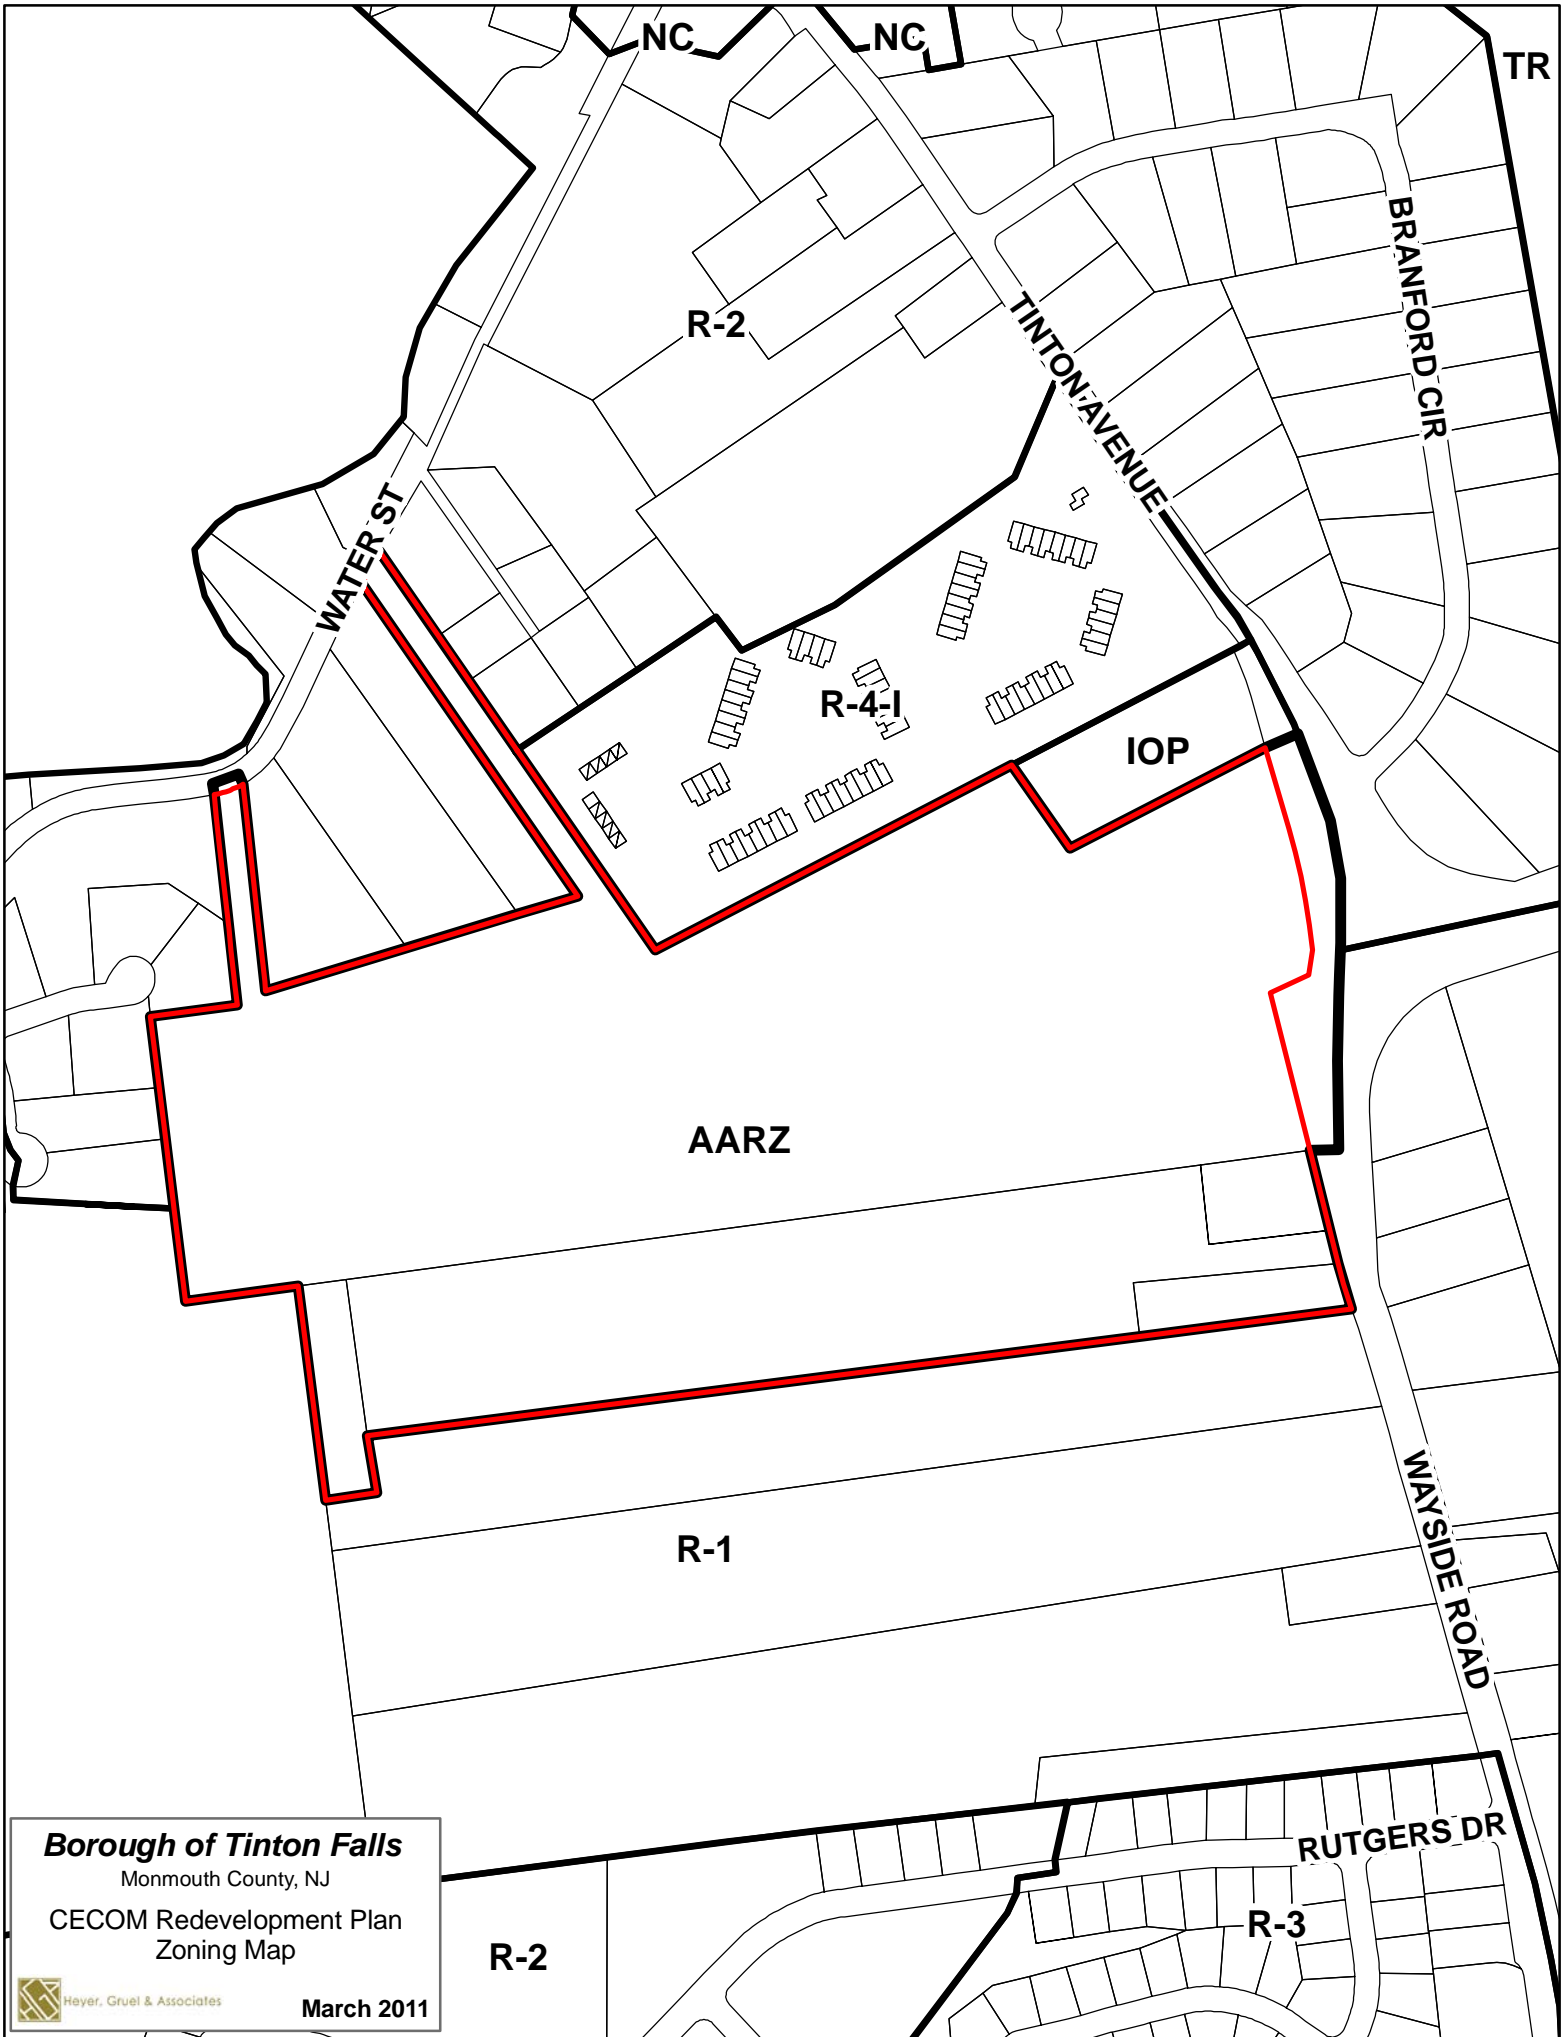 NC
NC
TR
BRANFORD CIR
R-2
TINTON AVENUE
WATER ST
R-4-I
IOP
AARZ
WAYSIDE ROAD
R-1
RUTGERS DR
R-3
R-2
Borough of Tinton Falls
Monmouth County, NJ
CECOM Redevelopment Plan
Zoning Map
Heyer, Gruel & Associates
March 2011